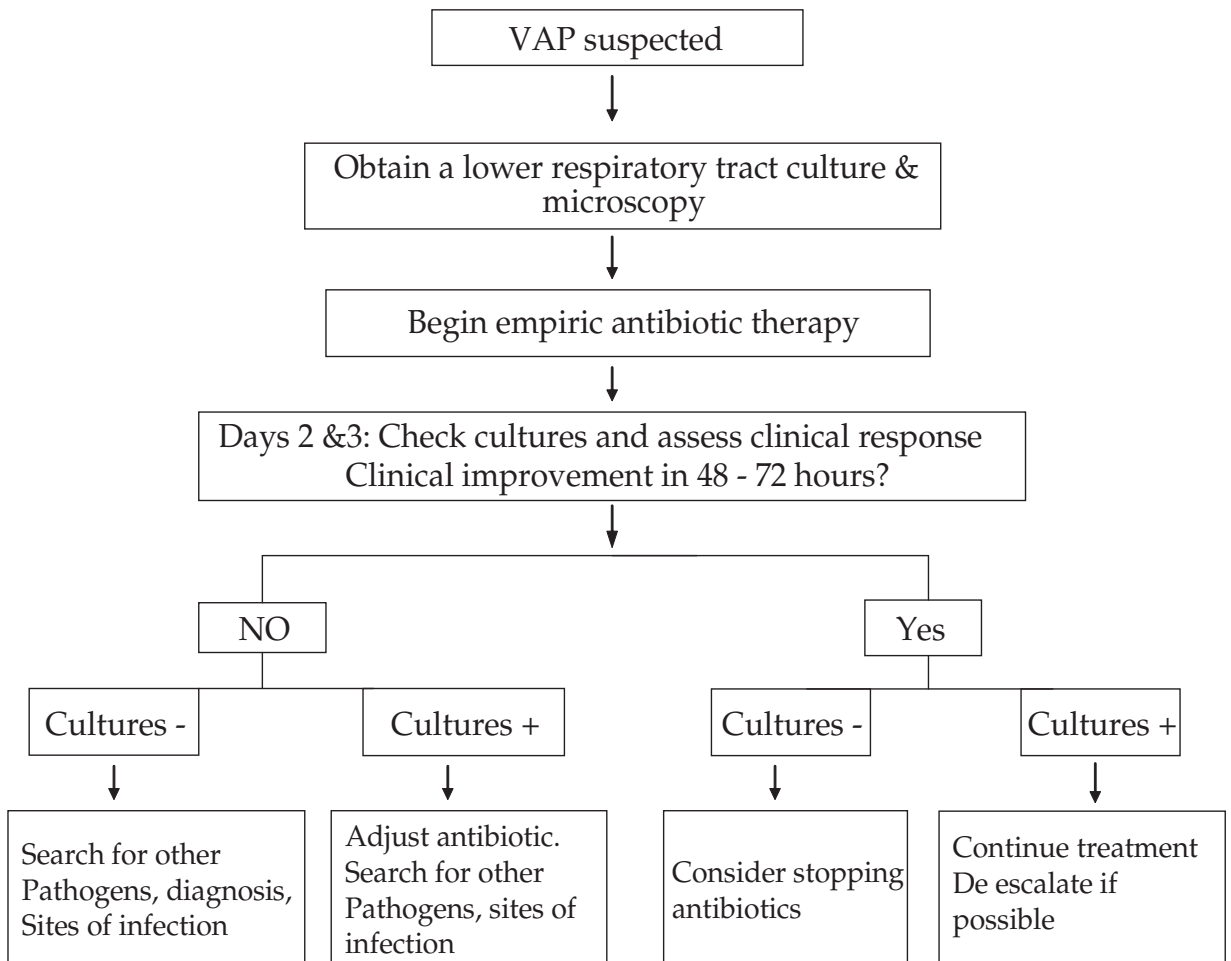 VAP suspected
Obtain a lower respiratory tract culture &
microscopy
Begin empiric antibiotic therapy
Days 2 &3: Check cultures and assess clinical response
Clinical improvement in 48 - 72 hours?
NO
Yes
Cultures -
Cultures +
Cultures -
Cultures +
Search for other
Pathogens, diagnosis,
Sites of infection
Adjust antibiotic.
Search for other
Pathogens, sites of
infection
Consider stopping
antibiotics
Continue treatment
De escalate if
possible